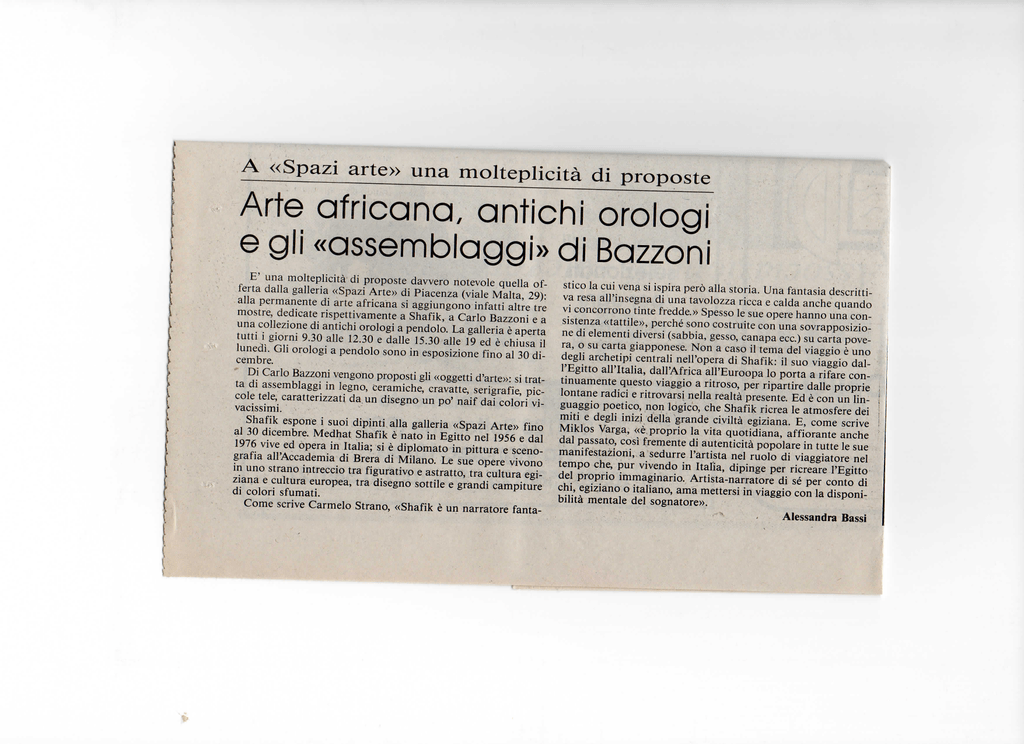 A «Spazi arte» una molteplicità di proposte
Arte africana, antichi orologi
e gli «assemblaggi» di Bazzoni
E' una molteplicità di proposte davvero notevole quella of-
ferta dalla galleria «Spazi Arte» di Piacenza (viale Malta, 29):
alla permanente di arte africana si aggiungono infatti altre tre
mostre, dedicate rispettivamente a Shafik, a Carlo Bazzoni e a
una collezione di antichi orologi a pendolo. La galleria è aperta
tutti i giorni 9.30 alle 12.30 e dalle 15.30 alle 19 ed è chiusa il
lunedì. Gli orologi a pendolo sono in esposizione fino al 30 di-
cembre.
Di Carlo Bazzoni vengono proposti gli «oggetti d'arte»: si trat-
ta di assemblaggi in legno, ceramiche, cravatte, serigrafie, pic-
cole tele, caratterizzati da un disegno un po' naif dai colori vi-
vacissimi.
Shafik espone i suoi dipinti alla galleria «Spazi Arte» fino
al 30 dicembre. Medhat Shafik è nato in Egitto nel 1956 e dal
1976 vive ed opera in Italia; si è diplomato in pittura e sceno-
grafia all'Accademia di Brera di Milano. Le sue opere vivono
in uno strano intreccio tra figurativo e astratto, tra cultura egi-
ziana e cultura europea, tra disegno sottile e grandi campiture
di colori sfumati.
Come scrive Carmelo Strano, «Shafik è un narratore fanta-
stico la cui vena si ispira però alla storia. Una fantasia descritti-
va resa all'insegna di una tavolozza ricca e calda anche quando
vi concorrono tinte fredde.» Spesso le sue opere hanno una con-
sistenza «tattile», perché sono costruite con una sovrapposizio-
ne di elementi diversi (sabbia, gesso, canapa ecc.) su carta pove-
ra, o su carta giapponese. Non a caso il tema del viaggio è uno
degli archetipi centrali nell'opera di Shafik: il suo viaggio dal-
l'Egitto all'Italia, dall'Africa all'Euroopa lo porta a rifare con-
tinuamente questo viaggio a ritroso, per ripartire dalle proprie
lontane radici e ritrovarsi nella realtà presente. Ed è con un lin-
guaggio poetico, non logico, che Shafik ricrea le atmosfere dei
miti e degli inizi della grande civiltà egiziana. E, come scrive
Miklos Varga, «è proprio la vita quotidiana, affiorante anche
dal passato, così fremente di autenticità popolare in tutte le sue
manifestazioni, a sedurre l'artista nel ruolo di viaggiatore nel
tempo che, pur vivendo in Italia, dipinge per ricreare l'Egitto
del proprio immaginario. Artista-narratore di sé per conto di
chi, egiziano o italiano, ama mettersi in viaggio con la disponi-
bilità mentale del sognatore».
Alessandra Bassi